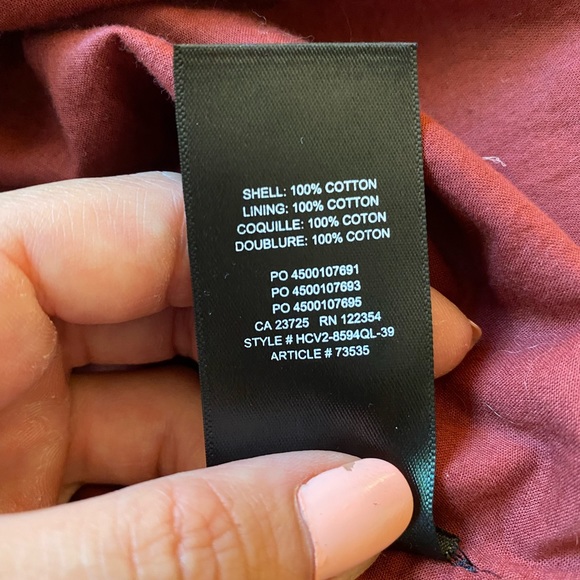 SHELL: 100% COTTON
LINING: 100% COTTON
COQUILLE: 100% COTON
DOUBLURE: 100% COTON
PO 4500107691
PO 4500107693
PO 4500107695
CA 23725 RN 122354
STYLE # HCV2-8594QL-39
ARTICLE # 73535